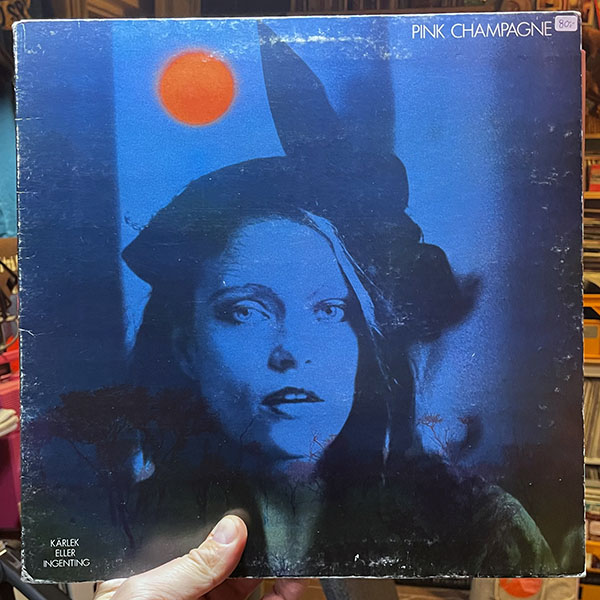 PINK CHAMPAGNE
80:-
KÄRLEK
ELLER
INGENTING